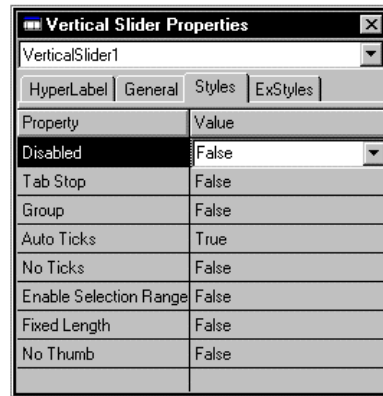 Vertical Slider Properties
VerticalSlider1
HyperLabel General Styles ExStyles
Property Value
Disabled False
Tab Stop False
Group False
Auto Ticks True
No Ticks False
Enable Selection Range False
Fixed Length False
No Thumb False